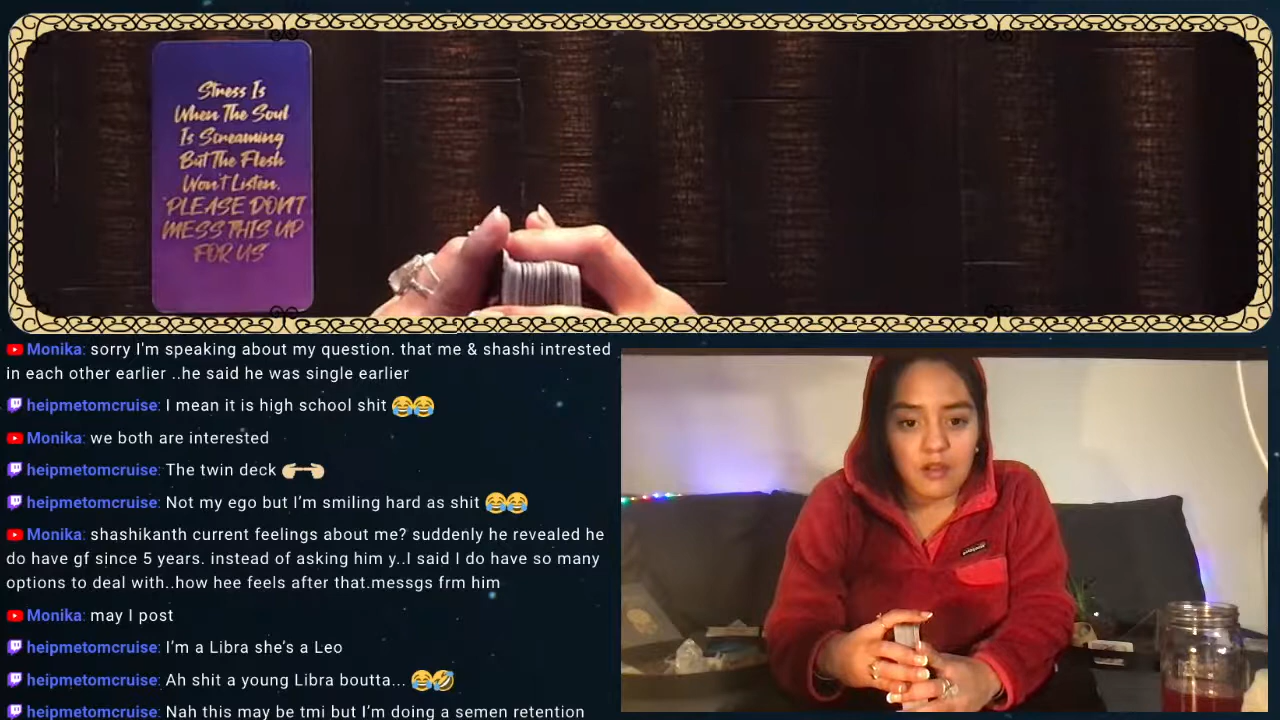 Stress Is
When The Soul
Is Screaming
But The Flesh
Won't Listen.
"PLEASE DON'T
MESS THIS UP
FOR US"
Monika: sorry I'm speaking about my question. that me & shashi intrested
in each other earlier ..he said he was single earlier
heipmetomcruise: I mean it is high school shit 😂😂
Monika: we both are interested
heipmetomcruise: The twin deck 🫱🏼🫲🏼
heipmetomcruise: Not my ego but I’m smiling hard as shit 😂😂
Monika: shashikanth current feelings about me? suddenly he revealed he
do have gf since 5 years. instead of asking him y..I said I do have so many
options to deal with..how hee feels after that.messgs frm him
Monika: may I post
heipmetomcruise: I’m a Libra she’s a Leo
heipmetomcruise: Ah shit a young Libra boutta... 😂🤣
heipmetomcruise: Nah this may be tmi but I’m doing a semen retention